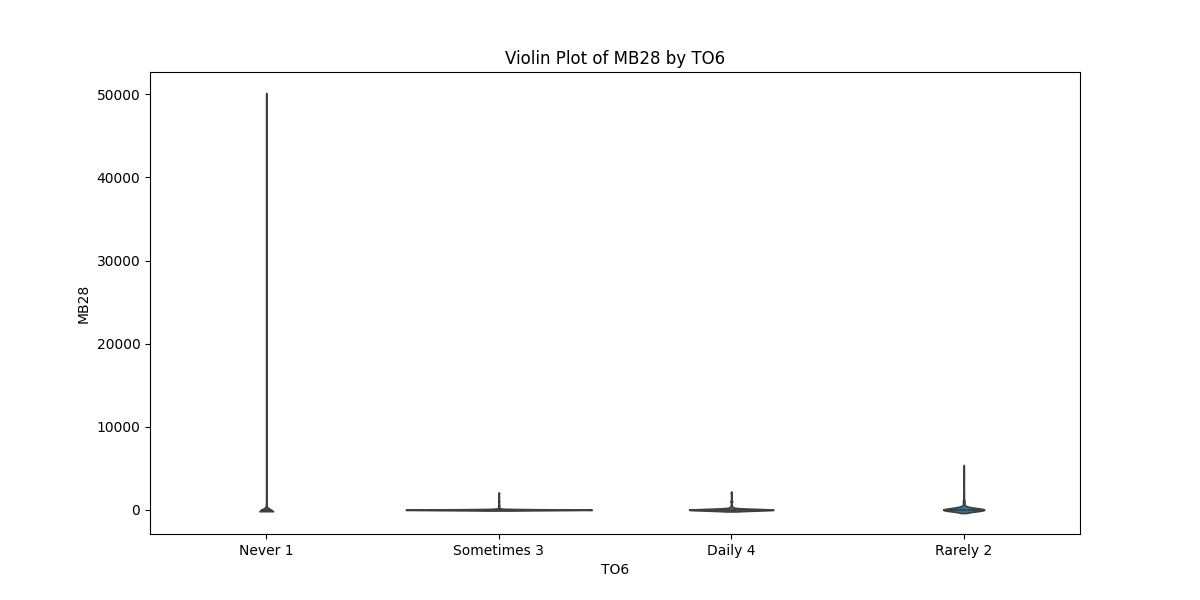 Violin Plot of MB28 by TO6
50000
40000
30000
20000
10000
0
MB28
Never 1
Sometimes 3
Daily 4
Rarely 2
TO6